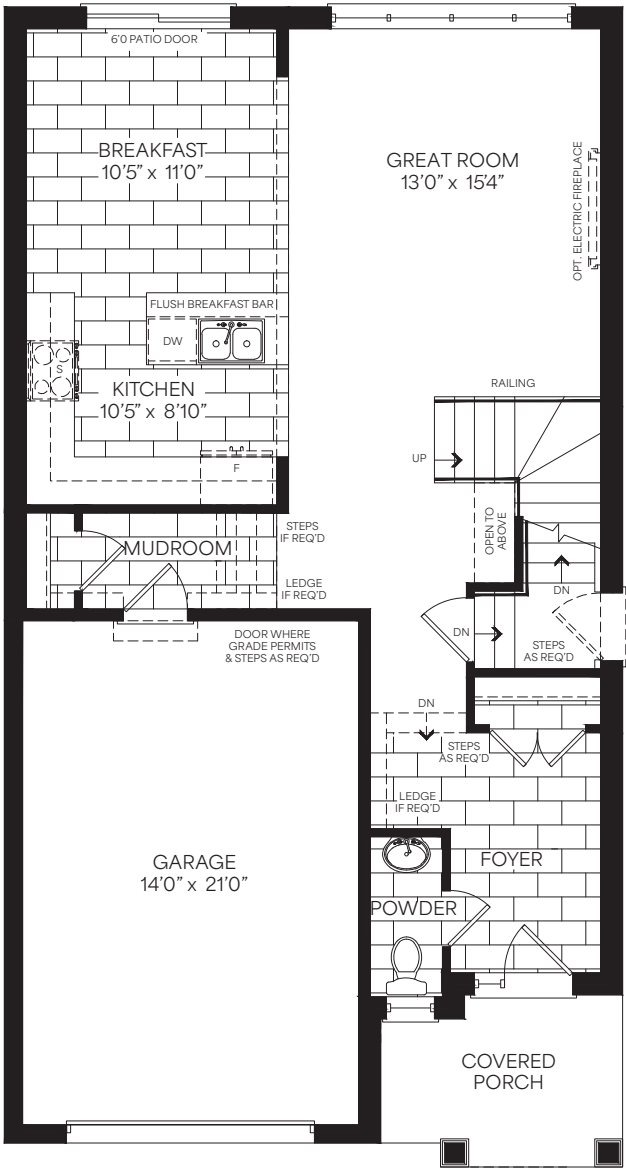 6'0 PATIO DOOR
BREAKFAST
10'5" x 11'0"
GREAT ROOM
13'0" x 15'4"
OPT. ELECTRIC FIREPLACE
FLUSH BREAKFAST BAR
DW
S
KITCHEN
10'5" x 8'10"
F
RAILING
UP
OPEN TO
ABOVE
STEPS
IF REQ'D
MUDROOM
LEDGE
IF REQ'D
DN
DN
STEPS
AS REQ'D
DOOR WHERE
GRADE PERMITS
& STEPS AS REQ'D
DN
STEPS
AS REQ'D
LEDGE
IF REQ'D
GARAGE
14'0" x 21'0"
FOYER
POWDER
COVERED
PORCH